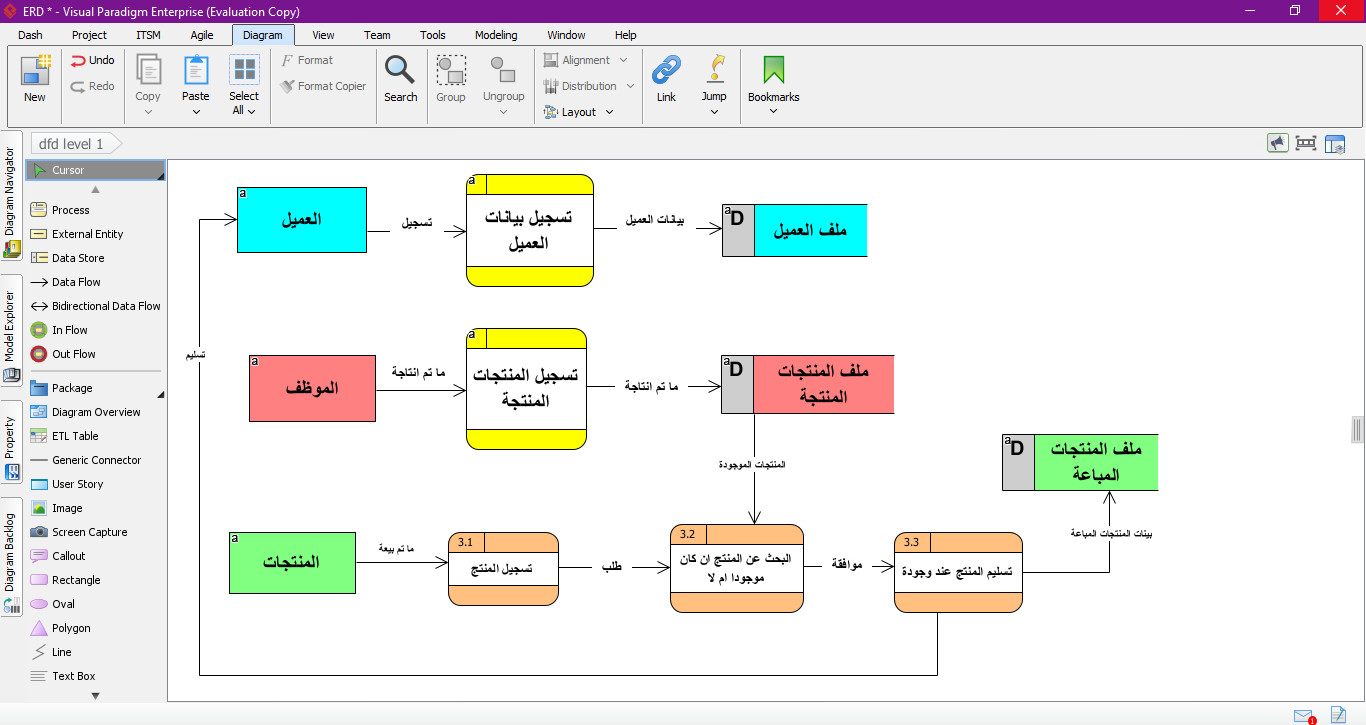 ERD * - Visual Paradigm Enterprise (Evaluation Copy)
Dash Project ITSM Agile Diagram View Team Tools Modeling Window Help
New
Undo
Redo
Copy
Paste
Select
All
Format
Format Copier
Search
Group
Ungroup
Alignment
Distribution
Layout
Link
Jump
Bookmarks
dfd level 1
Diagram Navigator
Model Explorer
Property
Diagram Backlog
Cursor
Process
External Entity
Data Store
Data Flow
Bidirectional Data Flow
In Flow
Out Flow
Package
Diagram Overview
ETL Table
Generic Connector
User Story
Image
Screen Capture
Callout
Rectangle
Oval
Polygon
Line
Text Box
a
العميل
تسجيل
a
تسجيل بيانات
العميل
بيانات العميل
a
D
ملف العميل
تسليم
a
الموظف
ما تم انتاجة
a
تسجيل المنتجات
المنتجة
ما تم انتاجة
a
D
ملف المنتجات
المنتجة
المنتجات الموجودة
a
D
ملف المنتجات
المباعة
بينات المنتجات المباعة
a
المنتجات
ما تم بيعة
3.1
تسجيل المنتج
طلب
3.2
البحث عن المنتج ان كان
موجودا ام لا
موافقة
3.3
تسليم المنتج عند وجودة
1